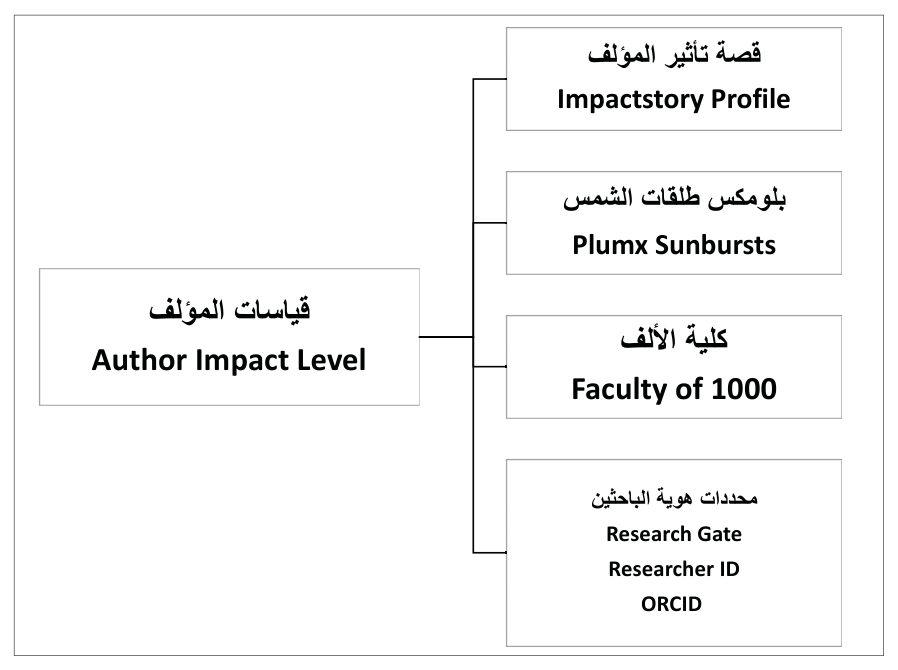 قياسات المؤلف
Author Impact Level
قصة تأثير المؤلف
Impactstory Profile
بلومكس طلقات الشمس
Plumx Sunbursts
كلية الألف
Faculty of 1000
محددات هوية الباحثين
Research Gate
Researcher ID
ORCID